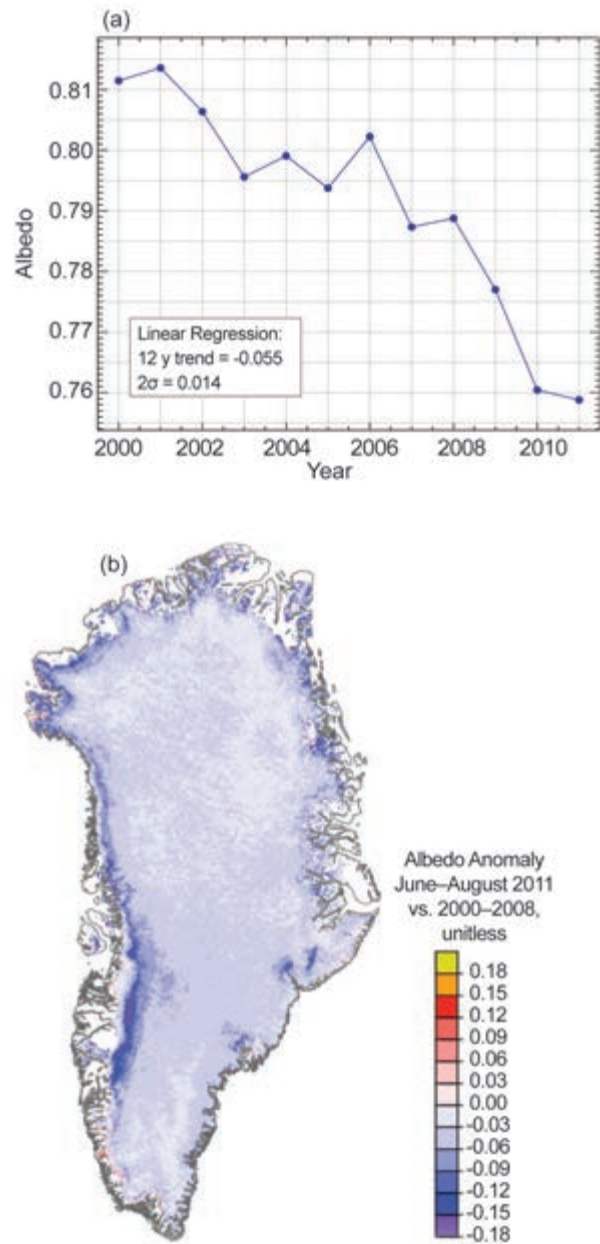 (a)
0.81
0.80
0.79
0.78
0.77
0.76
Albedo
Linear Regression:
12 y trend = -0.055
2σ = 0.014
2000 2002 2004 2006 2008 2010
Year
(b)
Albedo Anomaly
June–August 2011
vs. 2000–2008,
unitless
0.18
0.15
0.12
0.09
0.06
0.03
0.00
-0.03
-0.06
-0.09
-0.12
-0.15
-0.18